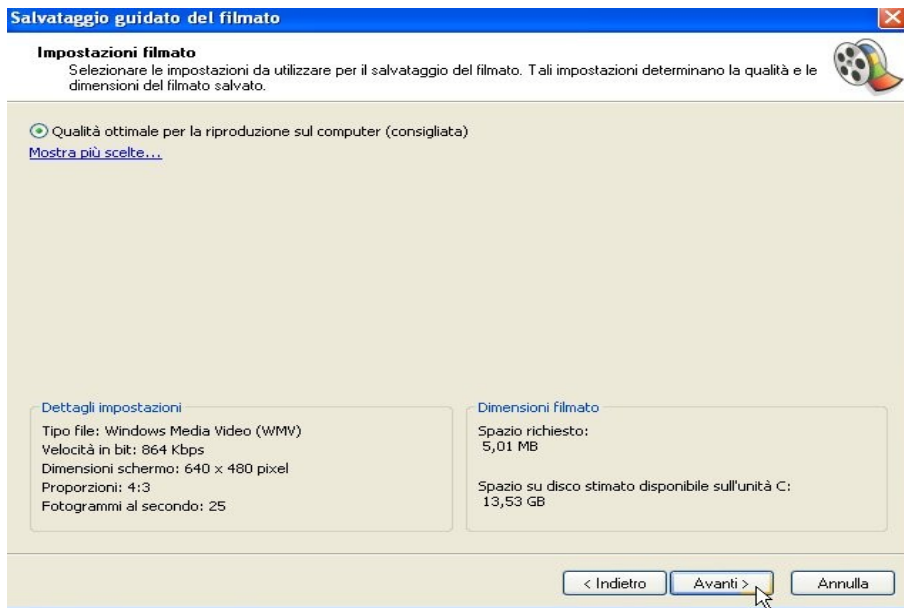 Salvataggio guidato del filmato
Impostazioni filmato
Selezionare le impostazioni da utilizzare per il salvataggio del filmato. Tali impostazioni determinano la qualità e le
dimensioni del filmato salvato.
Qualità ottimale per la riproduzione sul computer (consigliata)
Mostra più scelte...
Dettagli impostazioni
Tipo file: Windows Media Video (WMV)
Velocità in bit: 864 Kbps
Dimensioni schermo: 640 x 480 pixel
Proporzioni: 4:3
Fotogrammi al secondo: 25
Dimensioni filmato
Spazio richiesto:
5,01 MB
Spazio su disco stimato disponibile sull'unità C:
13,53 GB
< Indietro
Avanti >
Annulla